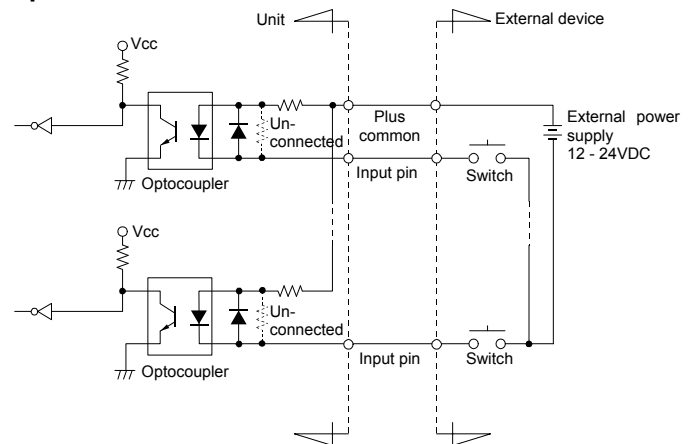 Unit
External device
Vcc
Un-
connected
Plus
common
External power
supply
12 - 24VDC
Optocoupler
Input pin
Switch
Vcc
Un-
connected
Optocoupler
Input pin
Switch